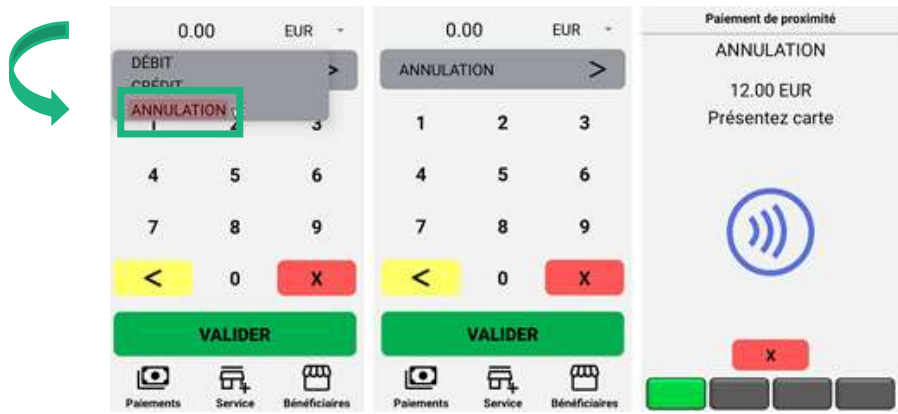 0.00 EUR
DÉBIT
CRÉDIT >
ANNULATION
1 2 3
4 5 6
7 8 9
< 0 X
VALIDER
Paiements Service Bénéficiaires
0.00 EUR
ANNULATION >
1 2 3
4 5 6
7 8 9
< 0 X
VALIDER
Paiements Service Bénéficiaires
Paiement de proximité
ANNULATION
12.00 EUR
Présentez carte
X